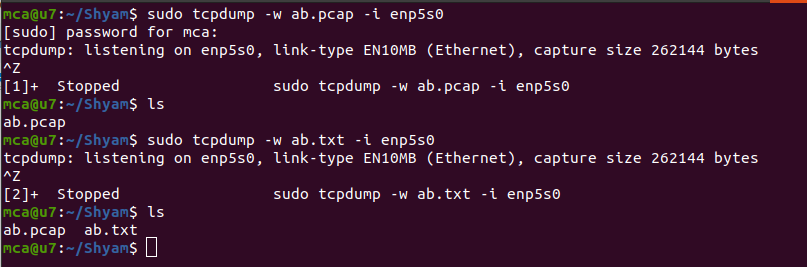 mca@u7:~/Shyam$ sudo tcpdump -w ab.pcap -i enp5s0
[sudo] password for mca:
tcpdump: listening on enp5s0, link-type EN10MB (Ethernet), capture size 262144 bytes
^Z
[1]+  Stopped                 sudo tcpdump -w ab.pcap -i enp5s0
mca@u7:~/Shyam$ ls
ab.pcap
mca@u7:~/Shyam$ sudo tcpdump -w ab.txt -i enp5s0
tcpdump: listening on enp5s0, link-type EN10MB (Ethernet), capture size 262144 bytes
^Z
[2]+  Stopped                 sudo tcpdump -w ab.txt -i enp5s0
mca@u7:~/Shyam$ ls
ab.pcap  ab.txt
mca@u7:~/Shyam$